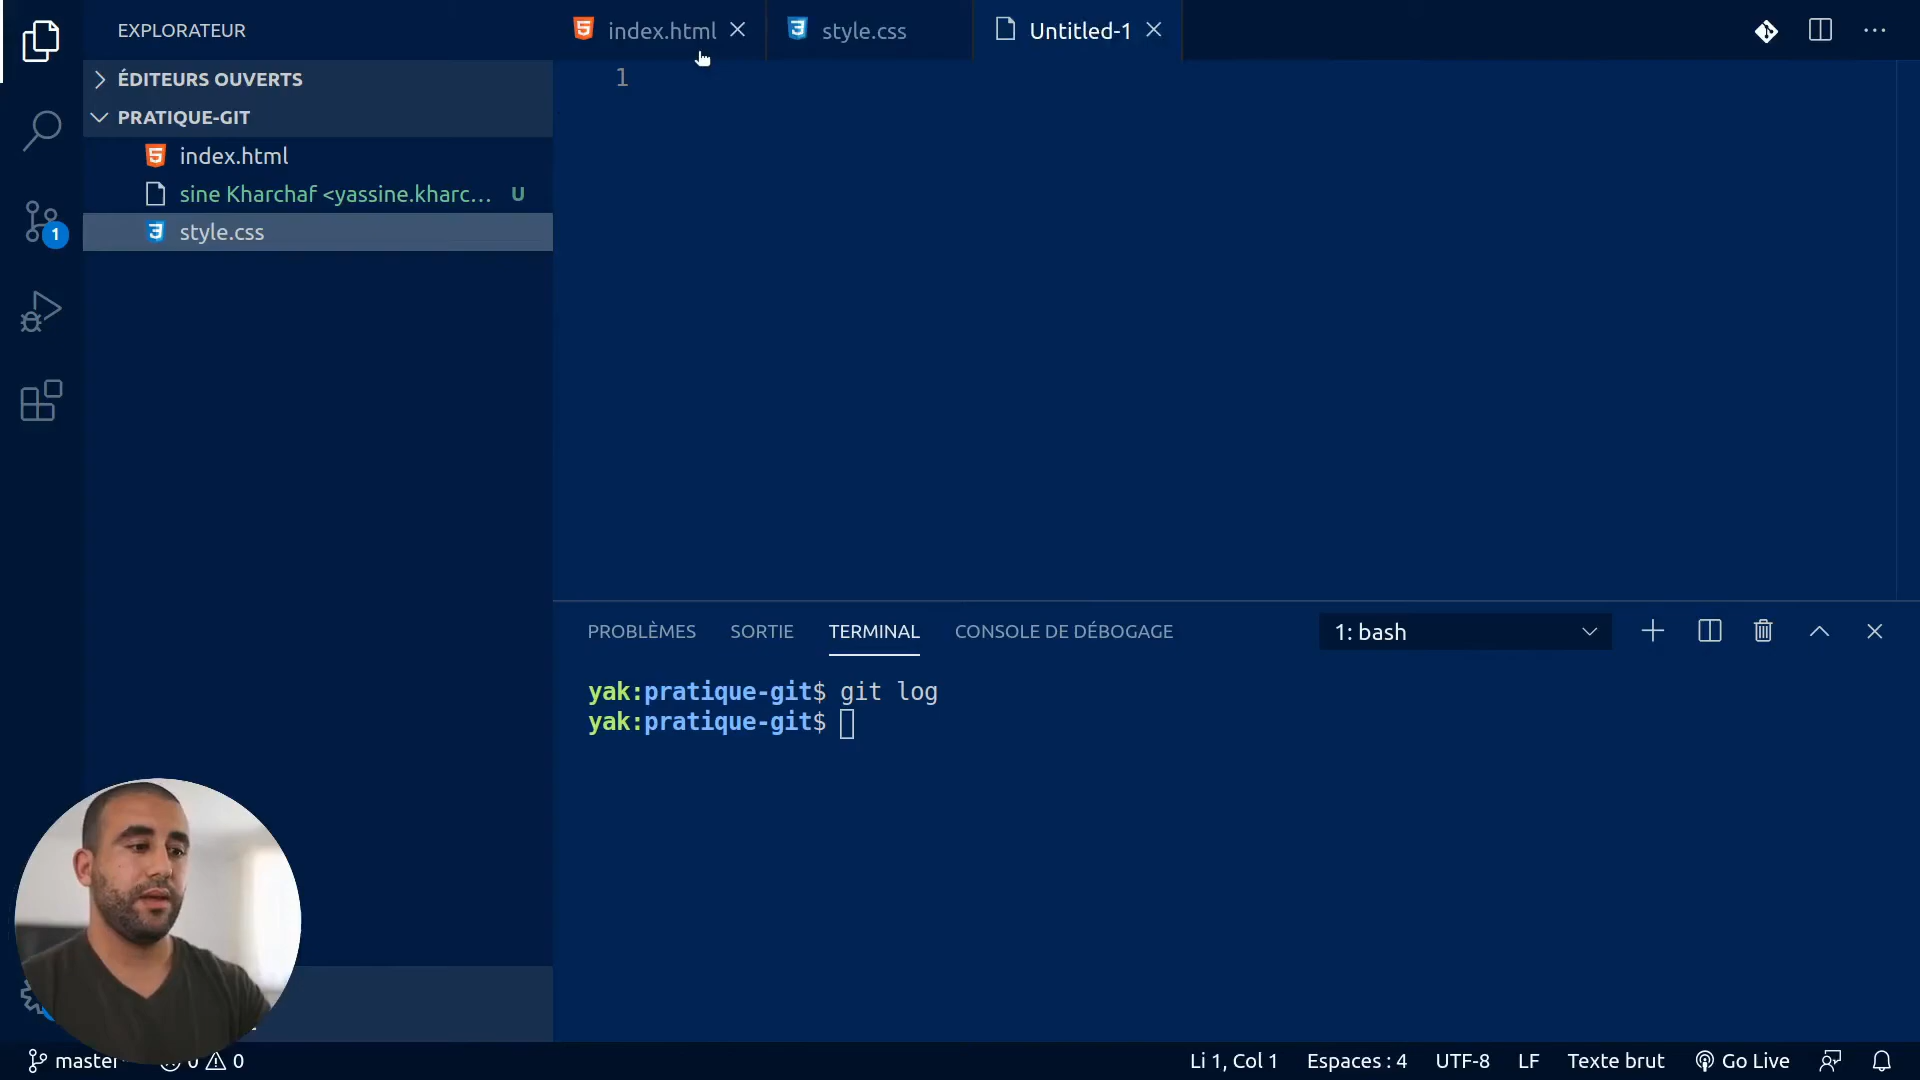 EXPLORATEUR
index.html
style.css
Untitled-1
ÉDITEURS OUVERTS
PRATIQUE-GIT
index.html
sine Kharchaf <yassine.kharc... U
style.css
1
1
PROBLÈMES SORTIE TERMINAL CONSOLE DE DÉBOGAGE
1: bash
yak:pratique-git$ git log
yak:pratique-git$
master
0 0
Li 1, Col 1 Espaces : 4 UTF-8 LF Texte brut Go Live